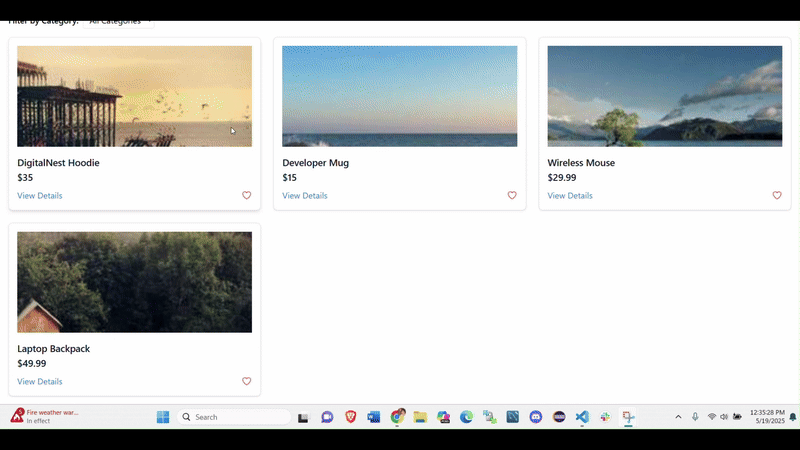 Filter by Category: All Categories
DigitalNest Hoodie
$35
View Details
Developer Mug
$15
View Details
Wireless Mouse
$29.99
View Details
Laptop Backpack
$49.99
View Details
Fire weather war...
In effect
Search
12:35:28 PM
5/19/2025